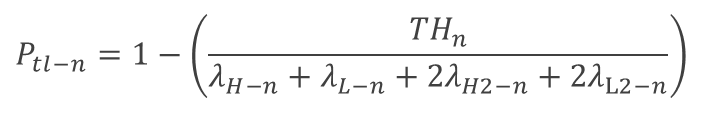 P_{tl-n} = 1 - \left( \frac{TH_n}{\lambda_{H-n} + \lambda_{L-n} + 2\lambda_{H2-n} + 2\lambda_{L2-n}} \right)